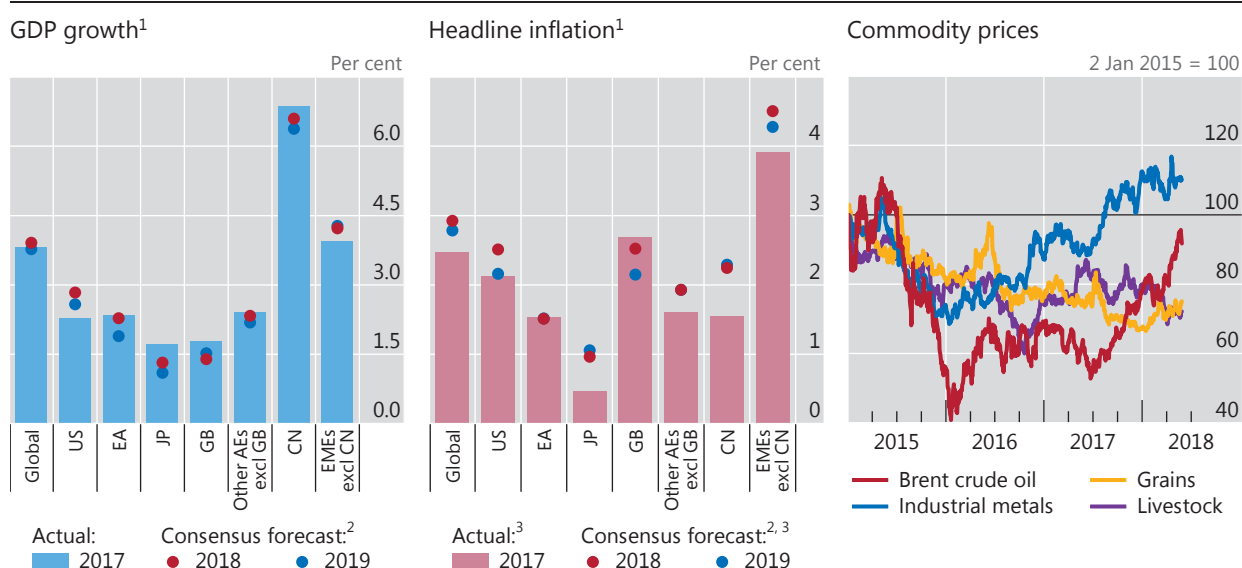 GDP growth¹
Per cent
6.0
4.5
3.0
1.5
0.0
Global
US
EA
JP
GB
Other AEs
excl GB
CN
EMEs
excl CN
Actual:
2017
Consensus forecast:²
2018
2019
Headline inflation¹
Per cent
4
3
2
1
0
Global
US
EA
JP
GB
Other AEs
excl GB
CN
EMEs
excl CN
Actual:³
2017
Consensus forecast:²˒ ³
2018
2019
Commodity prices
2 Jan 2015 = 100
120
100
80
60
40
2015
2016
2017
2018
Brent crude oil
Industrial metals
Grains
Livestock